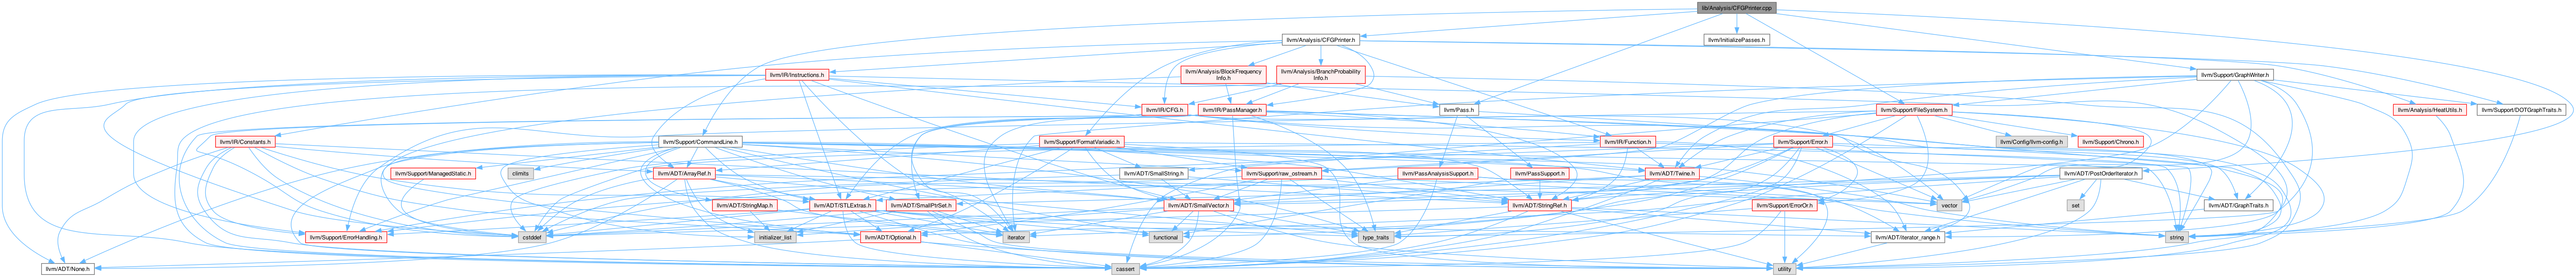 lib/Analysis/CFGPrinter.cpp
llvm/Analysis/CFGPrinter.h
llvm/InitializePasses.h
llvm/IR/Instructions.h
llvm/Analysis/BlockFrequency
Info.h
llvm/Analysis/BranchProbability
Info.h
llvm/Support/GraphWriter.h
llvm/IR/CFG.h
llvm/IR/PassManager.h
llvm/Pass.h
llvm/Support/FileSystem.h
llvm/Analysis/HeatUtils.h
llvm/Support/DOTGraphTraits.h
llvm/IR/Constants.h
llvm/Support/CommandLine.h
llvm/Support/FormatVariadic.h
llvm/IR/Function.h
llvm/Support/Error.h
llvm/Config/llvm-config.h
llvm/Support/Chrono.h
llvm/Support/ManagedStatic.h
climits
llvm/ADT/ArrayRef.h
llvm/ADT/SmallString.h
llvm/Support/raw_ostream.h
llvm/PassAnalysisSupport.h
llvm/PassSupport.h
llvm/ADT/Twine.h
llvm/ADT/PostOrderIterator.h
llvm/ADT/StringMap.h
llvm/ADT/STLExtras.h
llvm/ADT/SmallPtrSet.h
llvm/ADT/SmallVector.h
llvm/ADT/StringRef.h
llvm/Support/ErrorOr.h
vector
set
llvm/ADT/GraphTraits.h
llvm/Support/ErrorHandling.h
cstddef
initializer_list
llvm/ADT/Optional.h
iterator
functional
type_traits
llvm/ADT/iterator_range.h
string
llvm/ADT/None.h
cassert
utility